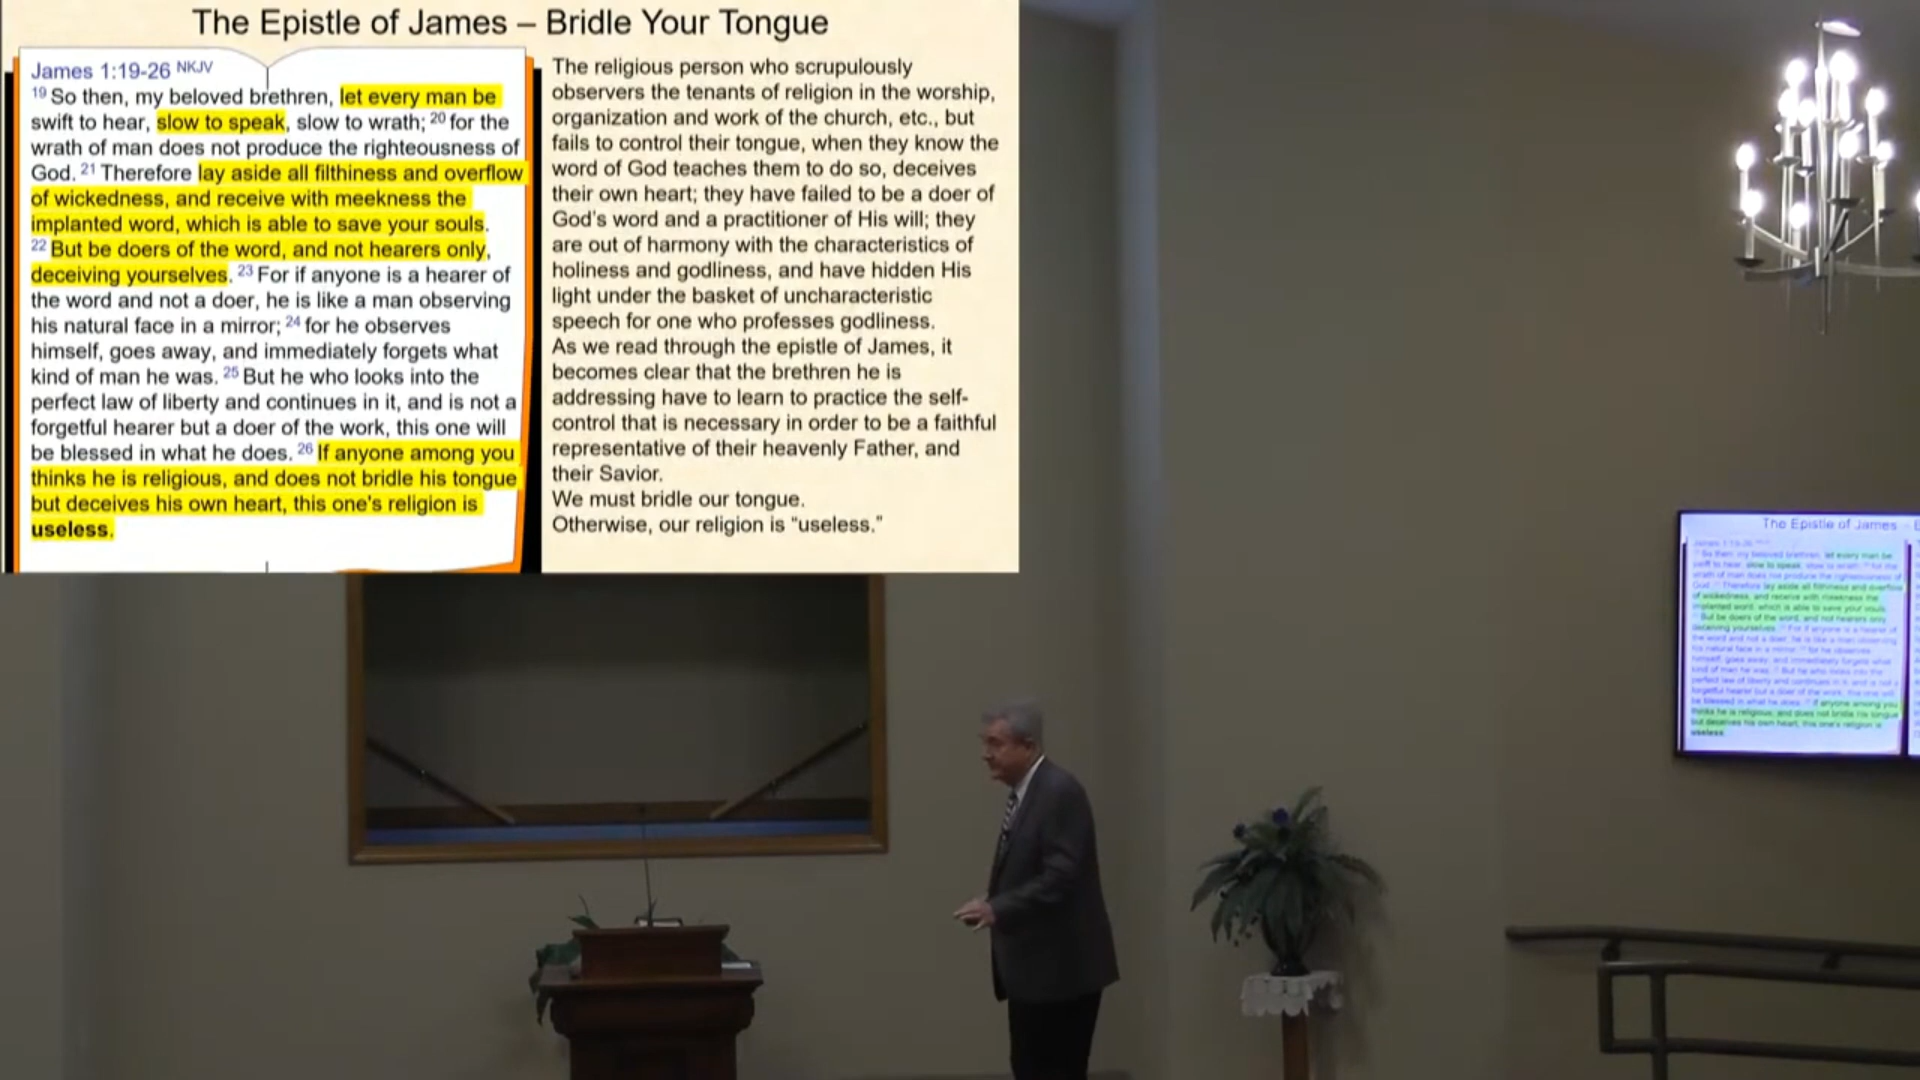 The Epistle of James – Bridle Your Tongue
James 1:19-26 NKJV
19 So then, my beloved brethren, let every man be
swift to hear, slow to speak, slow to wrath; 20 for the
wrath of man does not produce the righteousness of
God. 21 Therefore lay aside all filthiness and overflow
of wickedness, and receive with meekness the
implanted word, which is able to save your souls.
22 But be doers of the word, and not hearers only,
deceiving yourselves. 23 For if anyone is a hearer of
the word and not a doer, he is like a man observing
his natural face in a mirror; 24 for he observes
himself, goes away, and immediately forgets what
kind of man he was. 25 But he who looks into the
perfect law of liberty and continues in it, and is not a
forgetful hearer but a doer of the work, this one will
be blessed in what he does. 26 If anyone among you
thinks he is religious, and does not bridle his tongue
but deceives his own heart, this one's religion is
useless.
The religious person who scrupulously
observers the tenants of religion in the worship,
organization and work of the church, etc., but
fails to control their tongue, when they know the
word of God teaches them to do so, deceives
their own heart; they have failed to be a doer of
God's word and a practitioner of His will; they
are out of harmony with the characteristics of
holiness and godliness, and have hidden His
light under the basket of uncharacteristic
speech for one who professes godliness.
As we read through the epistle of James, it
becomes clear that the brethren he is
addressing have to learn to practice the self-
control that is necessary in order to be a faithful
representative of their heavenly Father, and
their Savior.
We must bridle our tongue.
Otherwise, our religion is “useless.”
The Epistle of James -